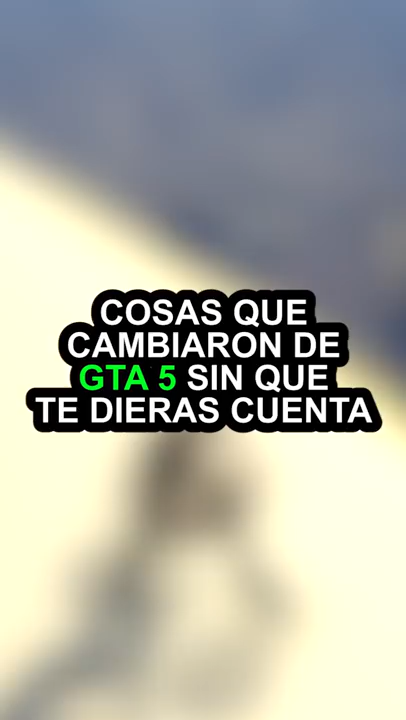 COSAS QUE
CAMBIARON DE
GTA 5 SIN QUE
TE DIERAS CUENTA